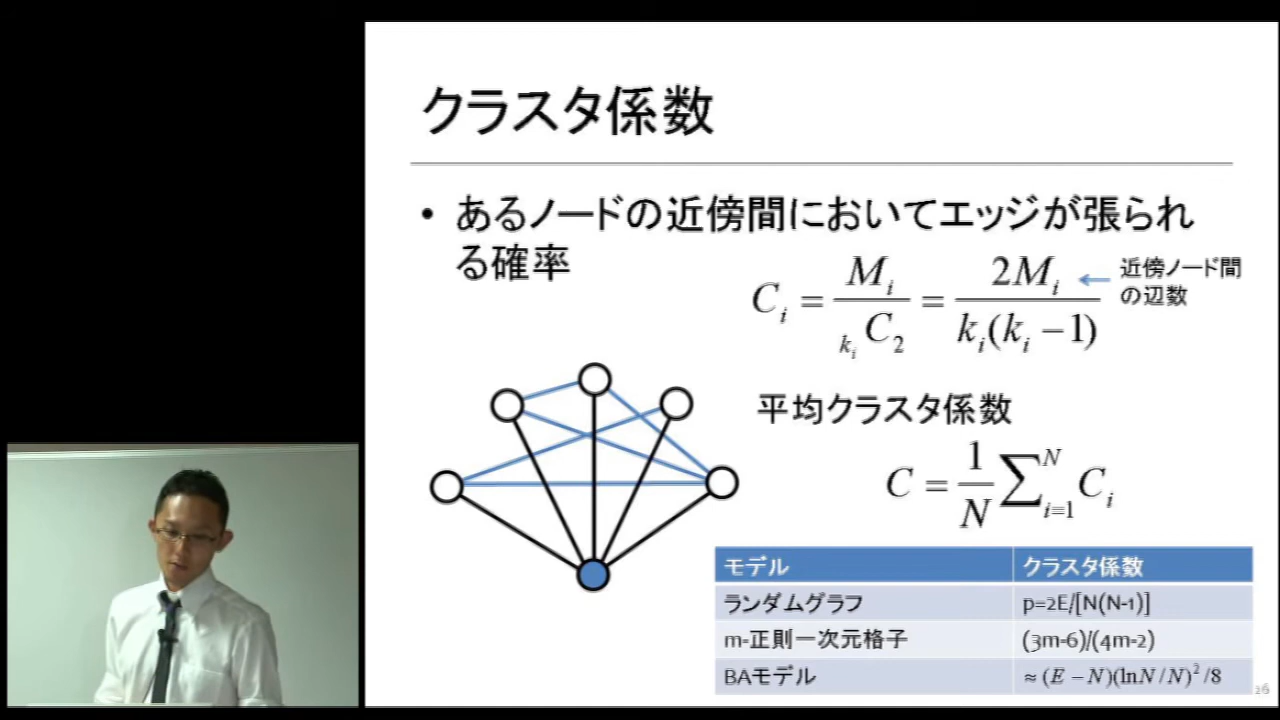 クラスタ係数
• あるノードの近傍間においてエッジが張られ
る確率
C_i = M_i / _{k_i}C_2 = 2M_i / k_i(k_i − 1)
← 近傍ノード間
の辺数
平均クラスタ係数
C = 1/N ∑_{i=1}^{N} C_i
モデル クラスタ係数
ランダムグラフ p=2E/[N(N-1)]
m-正則一次元格子 (3m-6)/(4m-2)
BAモデル ≈ (E − N)(lnN / N)² / 8
26